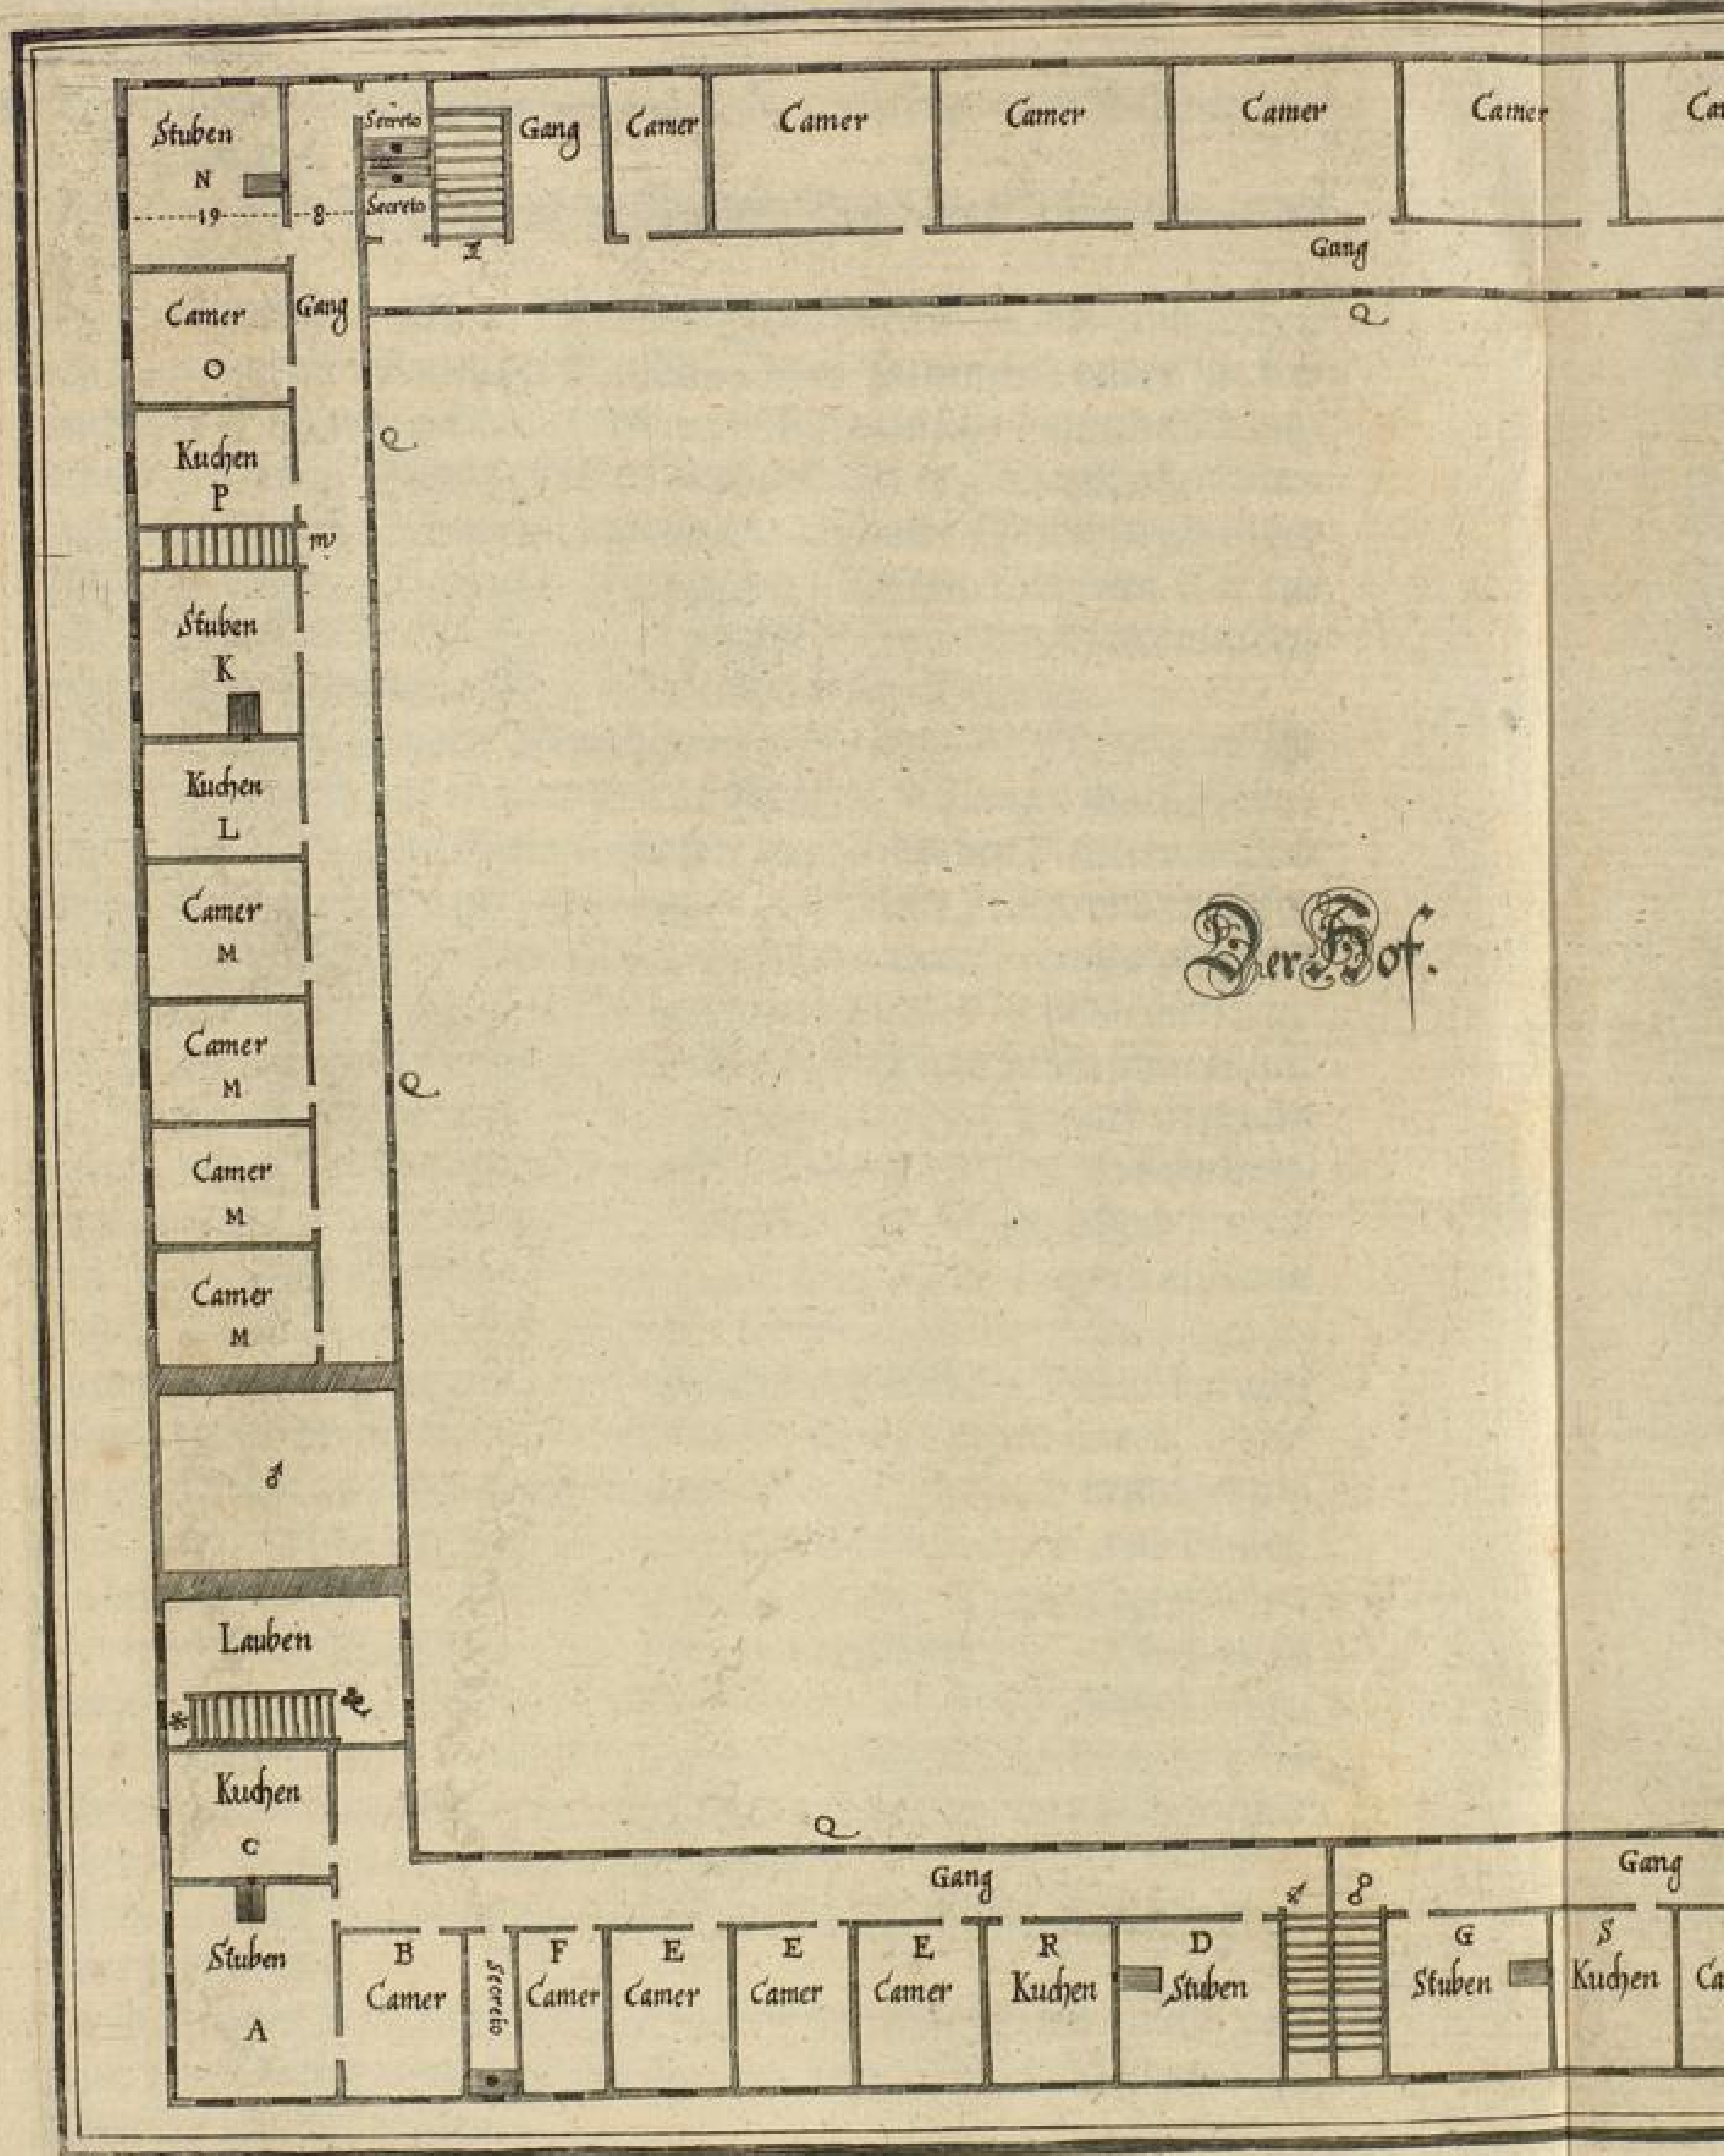 Stuben
N
19
8
Secreto
Secreto
Gang
Camer
Camer
Camer
Camer
Camer
Gang
Q
Camer
O
Gang
Kuchen
P
Q
m
Stuben
K
Kuchen
L
Camer
M
Camer
M
Camer
M
Camer
M
Q
Der Hof.
♂
Lauben
*
Kuchen
C
Stuben
A
Q
Gang
Gang
B
Camer
Secreto
F
Camer
E
Camer
E
Camer
E
Camer
R
Kuchen
D
Stuben
G
Stuben
S
Kuchen